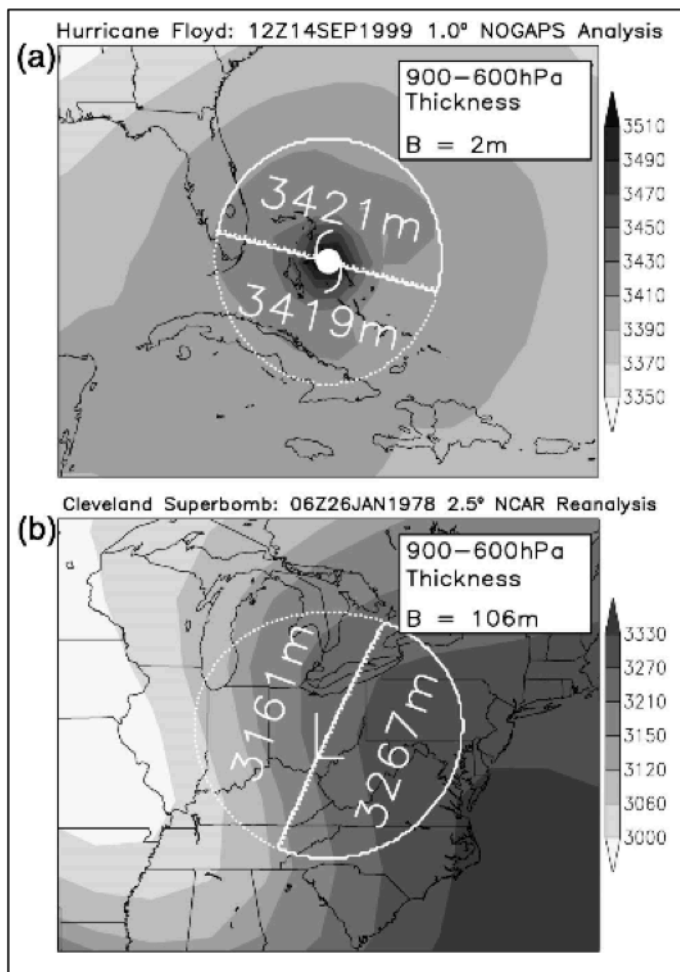 Hurricane Floyd: 12Z14SEP1999 1.0° NOGAPS Analysis
(a)
900-600hPa
Thickness
B = 2m
3421m
3419m
3510
3490
3470
3450
3430
3410
3390
3370
3350
Cleveland Superbomb: 06Z26JAN1978 2.5° NCAR Reanalysis
(b)
900-600hPa
Thickness
B = 106m
3161m
L
3267m
3330
3270
3210
3150
3120
3060
3000